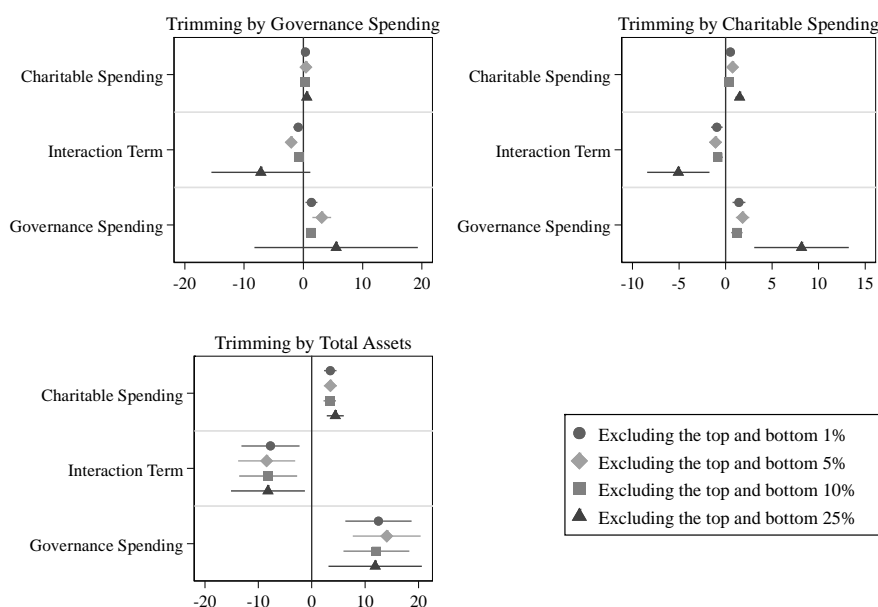 Trimming by Governance Spending
Charitable Spending
Interaction Term
Governance Spending
-20 -10 0 10 20
Trimming by Charitable Spending
Charitable Spending
Interaction Term
Governance Spending
-10 -5 0 5 10 15
Trimming by Total Assets
Charitable Spending
Interaction Term
Governance Spending
-20 -10 0 10 20
Excluding the top and bottom 1%
Excluding the top and bottom 5%
Excluding the top and bottom 10%
Excluding the top and bottom 25%